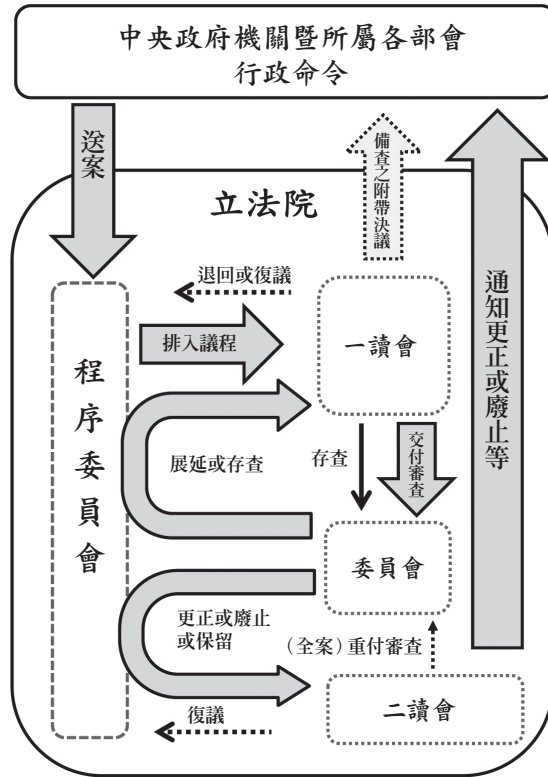 中央政府機關暨所屬各部會
行政命令
送案
備查之附帶決議
立法院
通知更正或廢止等
退回或復議
排入議程
一讀會
程序委員會
展延或存查
存查
交付審查
委員會
更正或廢止
或保留
（全案）重付審查
二讀會
復議